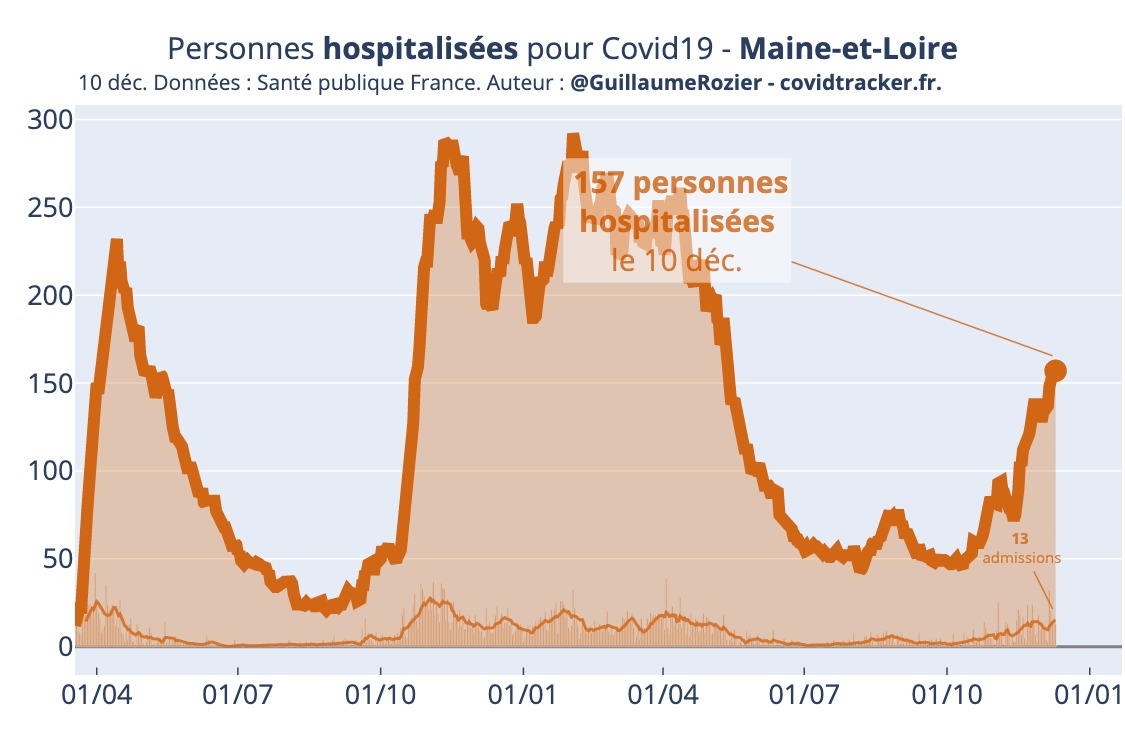 Personnes hospitalisées pour Covid19 - Maine-et-Loire
10 déc. Données : Santé publique France. Auteur : @GuillaumeRozier - covidtracker.fr.
300
250
200
150
100
50
0
157 personnes
hospitalisées
le 10 déc.
13
admissions
01/04 01/07 01/10 01/01 01/04 01/07 01/10 01/01